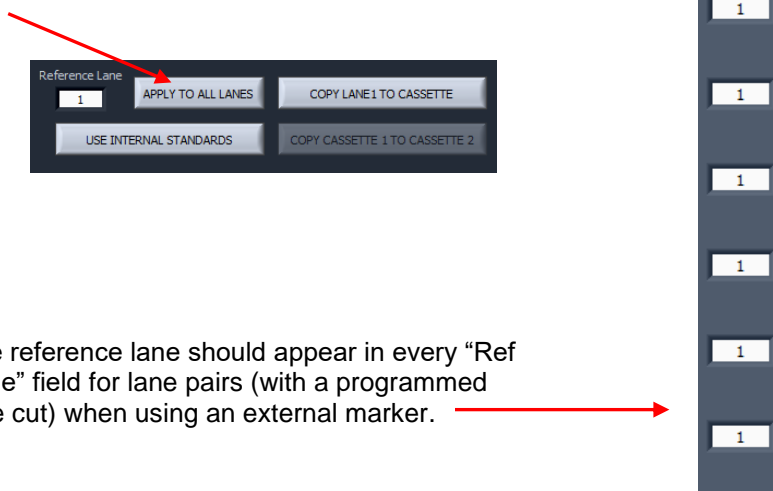 Reference Lane
1
APPLY TO ALL LANES
COPY LANE1 TO CASSETTE
USE INTERNAL STANDARDS
COPY CASSETTE 1 TO CASSETTE 2
reference lane should appear in every “Ref
field for lane pairs (with a programmed
cut) when using an external marker.
1
1
1
1
1
1